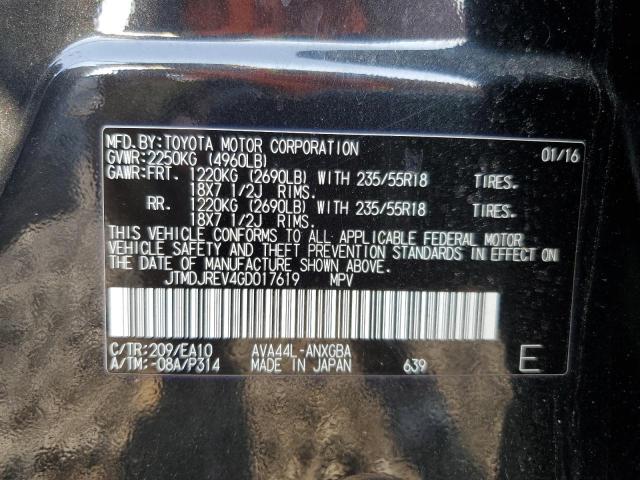 MFD.BY:TOYOTA MOTOR CORPORATION 01/16
GVWR:2250KG (4960LB)
GAWR:FRT. 1220KG (2690LB) WITH 235/55R18 TIRES.
18X7 1/2J RIMS.
RR. 1220KG (2690LB) WITH 235/55R18 TIRES.
18X7 1/2J RIMS.
THIS VEHICLE CONFORMS TO ALL APPLICABLE FEDERAL MOTOR
VEHICLE SAFETY AND THEFT PREVENTION STANDARDS IN EFFECT ON
THE DATE OF MANUFACTURE SHOWN ABOVE.
JTMDJREV4GD017619 MPV
C/TR:209/EA10 AVA44L-ANXGBA
A/TM:-08A/P314 MADE IN JAPAN 639 E